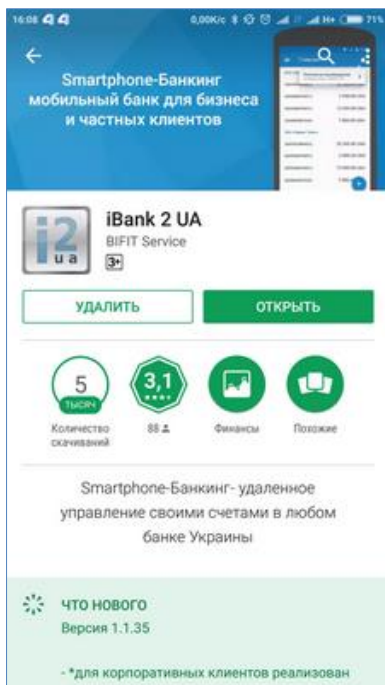 16:08 0,00K/с H+ 71%
Smartphone-Банкинг
мобильный банк для бизнеса
и частных клиентов
i2
ua
iBank 2 UA
BIFIT Service
3+
УДАЛИТЬ
ОТКРЫТЬ
5
ТЫСЯЧ
3,1
Количество
скачиваний
88
Финансы
Похожие
Smartphone-Банкинг- удаленное
управление своими счетами в любом
банке Украины
ЧТО НОВОГО
Версия 1.1.35
- *для корпоративных клиентов реализован